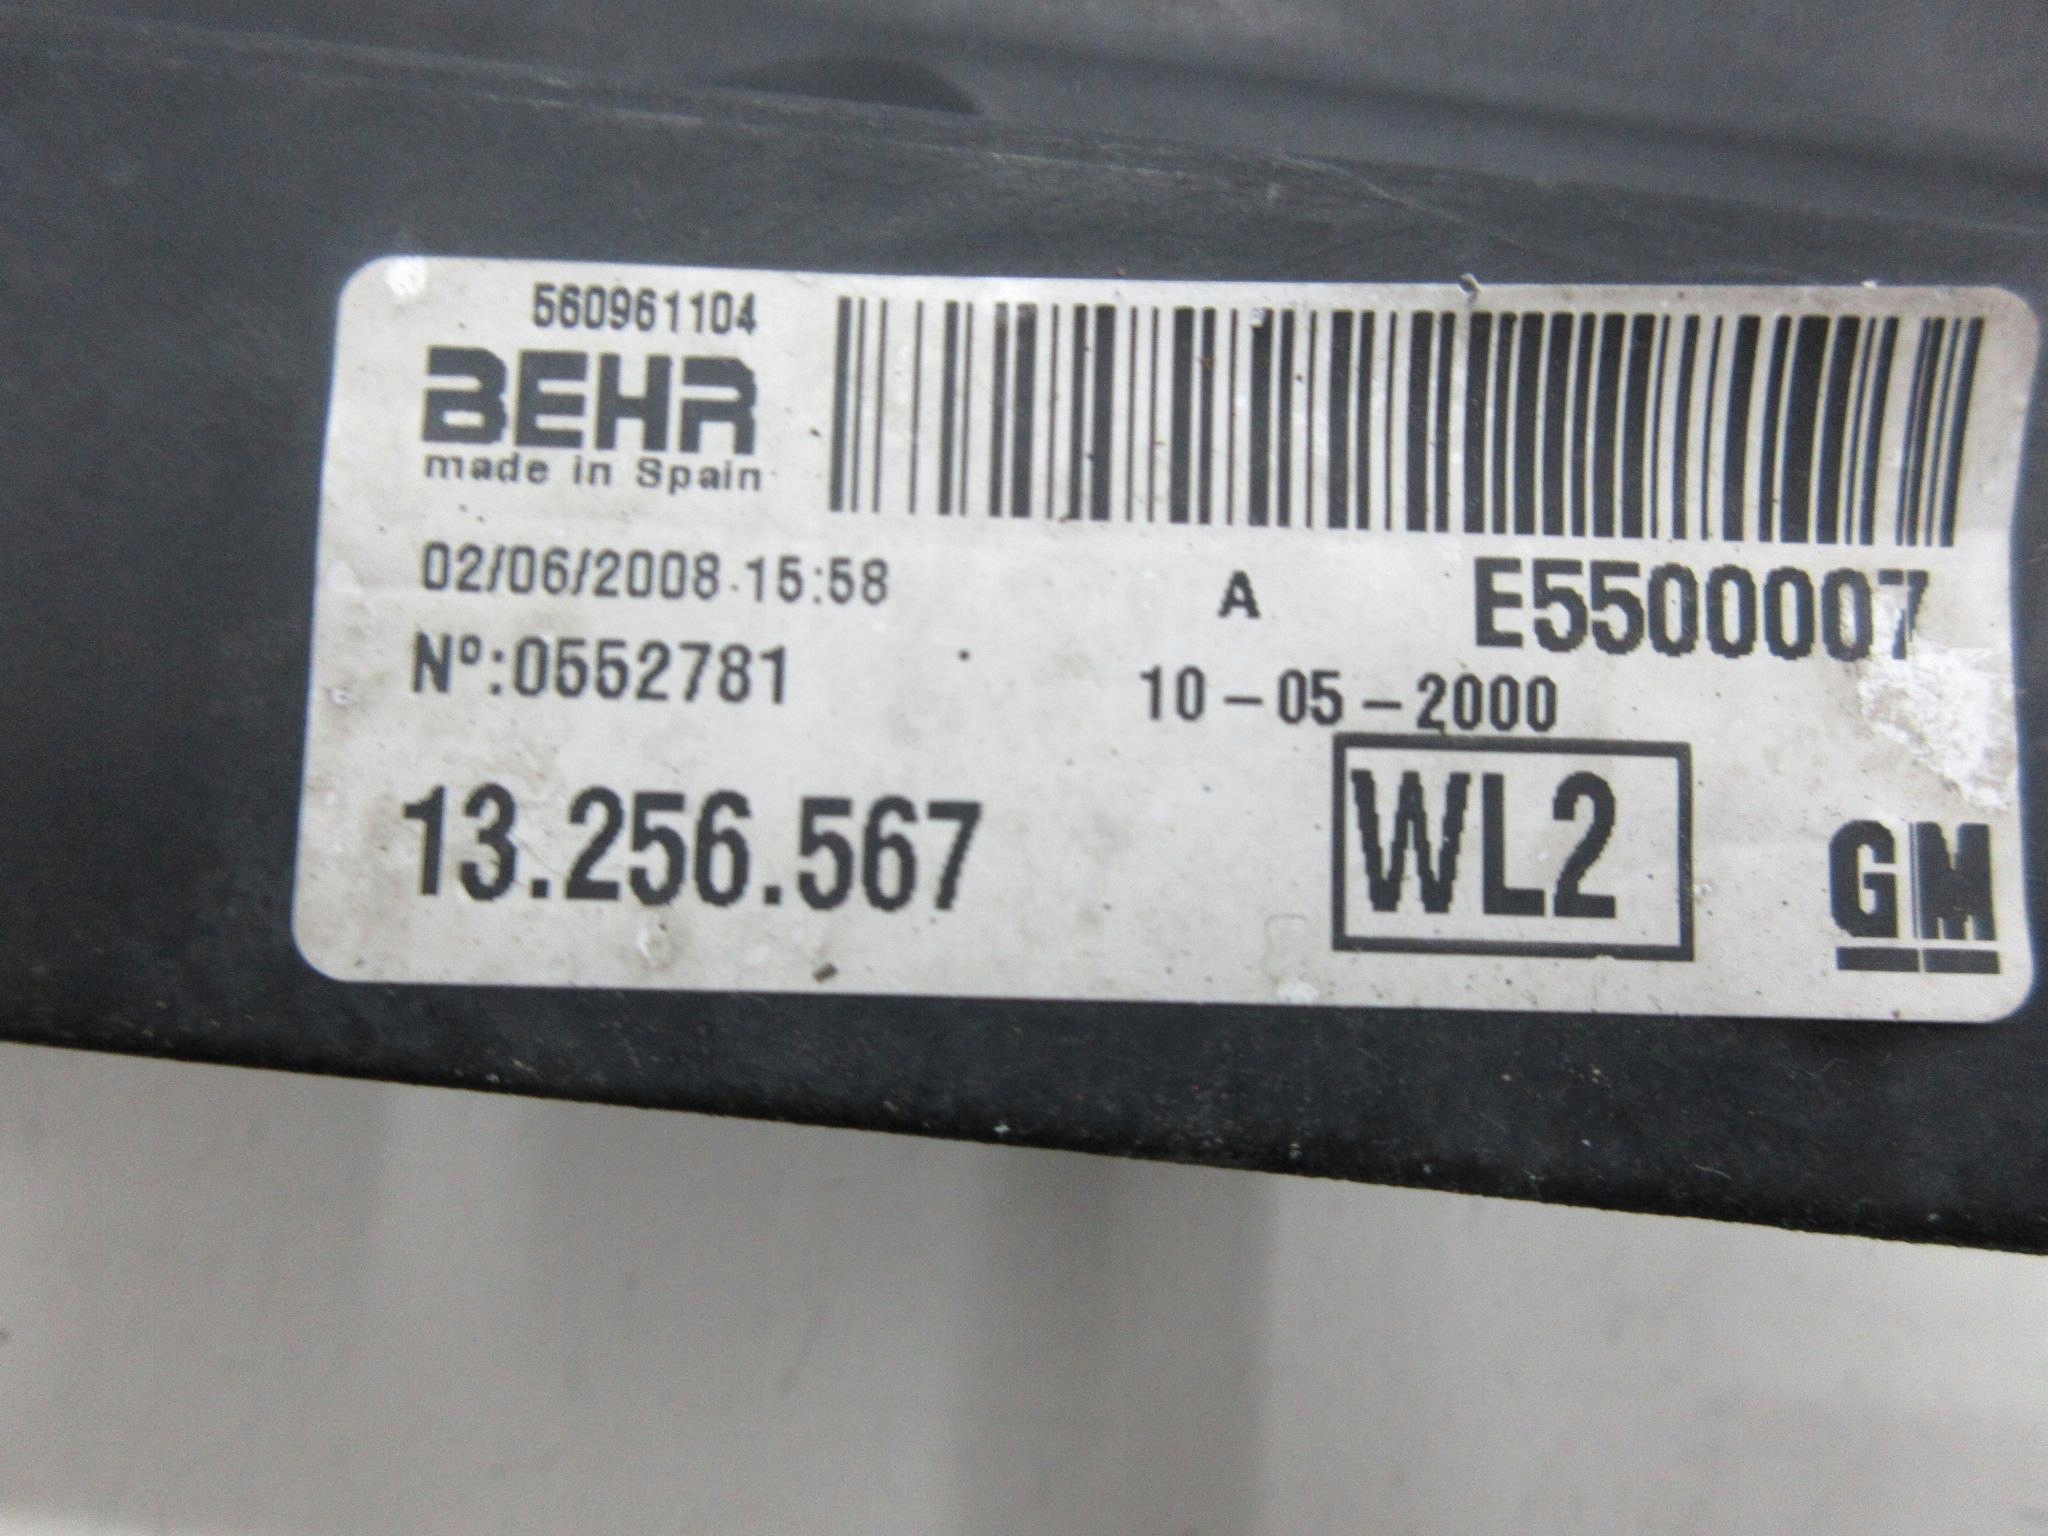 560961104
BEHR
made in Spain
02/06/2008 15:58
A
E5500007
Nº:0552781
10-05-2000
13.256.567
WL2
GM